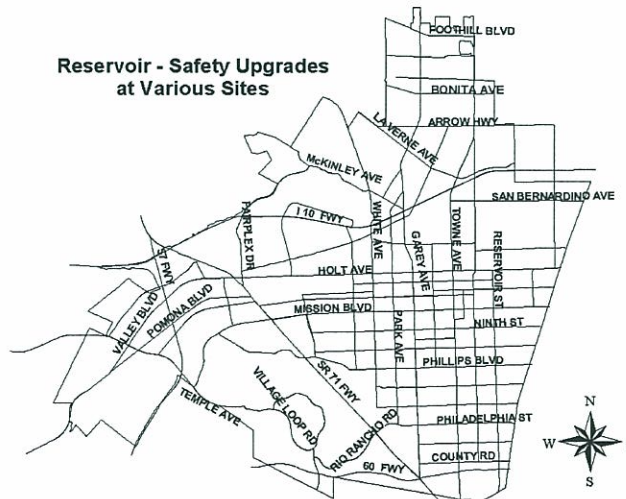 Reservoir - Safety Upgrades
at Various Sites
FOOTHILL BLVD
BONITA AVE
ARROW HWY
LA VERNE AVE
McKINLEY AVE
SAN BERNARDINO AVE
I 10 FWY
FAIRPLEX DR
WHITE AVE
GAREY AVE
TOWNE AVE
RESERVOIR ST
57 FWY
HOLT AVE
VALLEY BLVD
POMONA BLVD
MISSION BLVD
PARK AVE
NINTH ST
PHILLIPS BLVD
SR 71 FWY
VILLAGE LOOP RD
TEMPLE AVE
RIO RANCHO RD
PHILADELPHIA ST
COUNTY RD
60 FWY
N
W
E
S